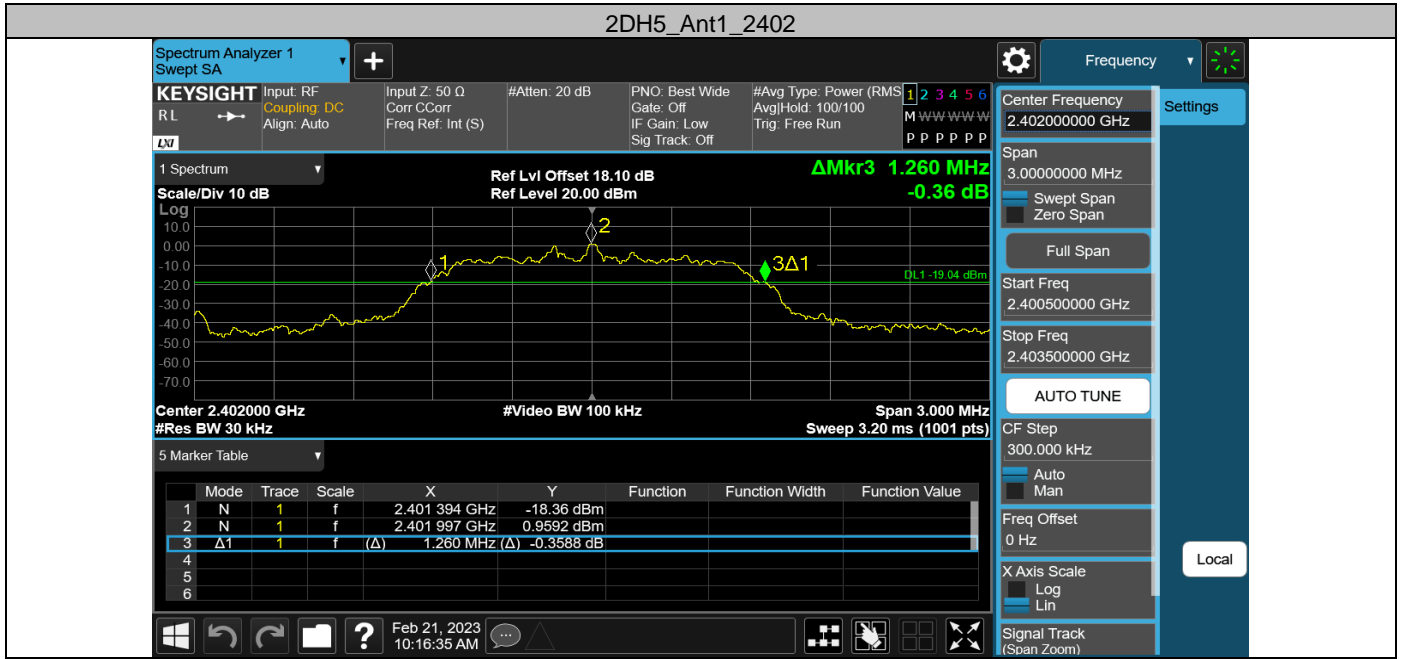 2DH5_Ant1_2402
Spectrum Analyzer 1
Swept SA
Frequency
KEYSIGHT
RL
LXI
Input: RF
Coupling: DC
Align: Auto
Input Z: 50 Ω
Corr CCorr
Freq Ref: Int (S)
#Atten: 20 dB
PNO: Best Wide
Gate: Off
IF Gain: Low
Sig Track: Off
#Avg Type: Power (RMS
Avg|Hold: 100/100
Trig: Free Run
1 2 3 4 5 6
M W W W W W
P P P P P P
1 Spectrum
Scale/Div 10 dB
Ref Lvl Offset 18.10 dB
Ref Level 20.00 dBm
ΔMkr3 1.260 MHz
-0.36 dB
Log
10.0
0.00
-10.0
-20.0
-30.0
-40.0
-50.0
-60.0
-70.0
1
2
3Δ1
DL1 -19.04 dBm
Center 2.402000 GHz
#Video BW 100 kHz
Span 3.000 MHz
#Res BW 30 kHz
Sweep 3.20 ms (1001 pts)
5 Marker Table
Mode Trace Scale X Y Function Function Width Function Value
1 N 1 f 2.401 394 GHz -18.36 dBm
2 N 1 f 2.401 997 GHz 0.9592 dBm
3 Δ1 1 f (Δ) 1.260 MHz (Δ) -0.3588 dB
4
5
6
Feb 21, 2023
10:16:35 AM
Center Frequency
2.402000000 GHz
Span
3.00000000 MHz
Swept Span
Zero Span
Full Span
Start Freq
2.400500000 GHz
Stop Freq
2.403500000 GHz
AUTO TUNE
CF Step
300.000 kHz
Auto
Man
Freq Offset
0 Hz
X Axis Scale
Log
Lin
Signal Track
(Span Zoom)
Settings
Local